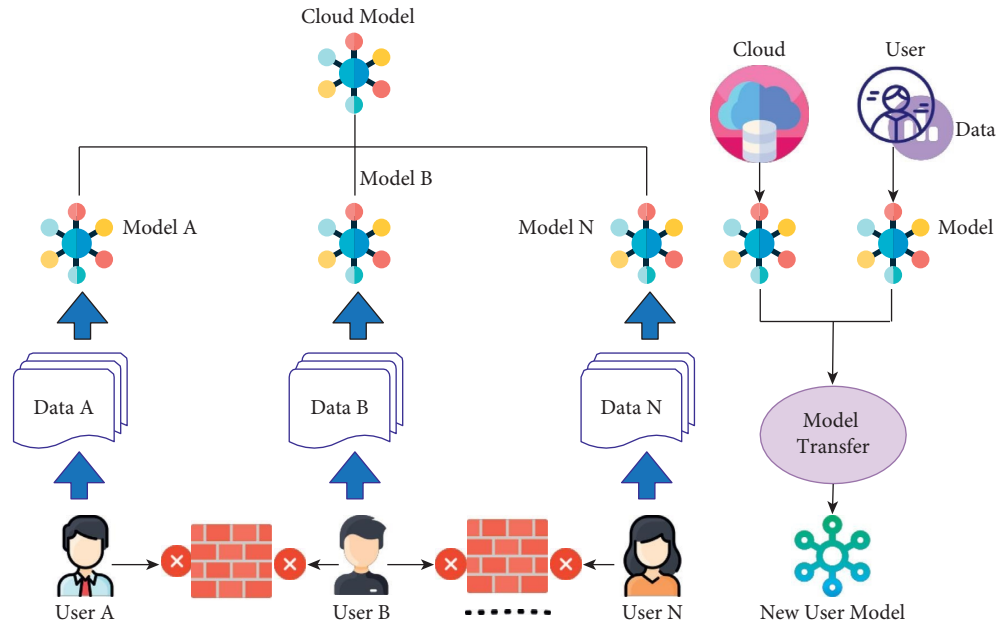 Cloud Model
Cloud
User
Data
Model B
Model A
Model N
Model
Data A
Data B
Data N
Model
Transfer
User A
User B
User N
New User Model